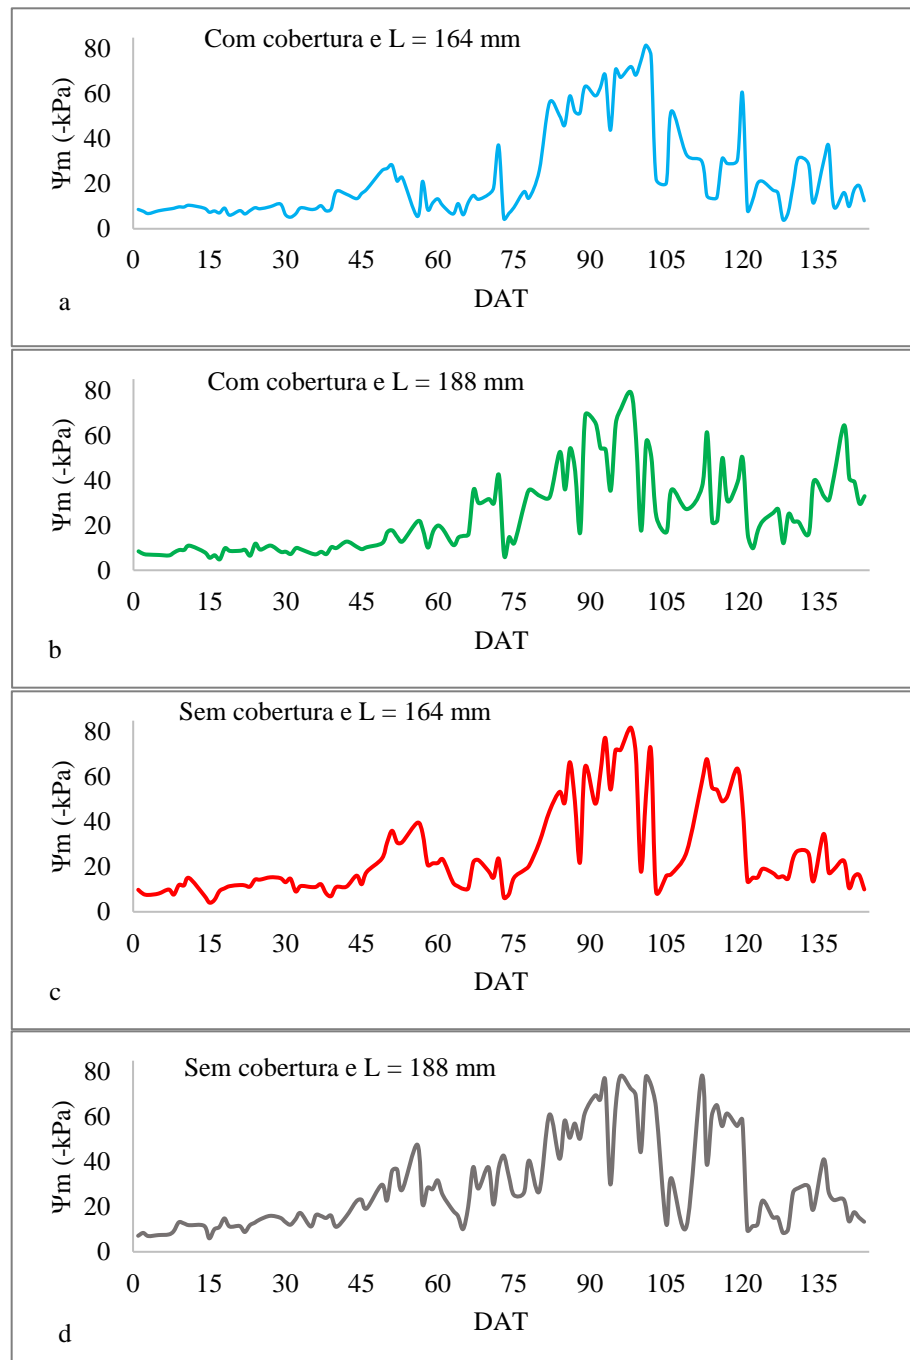 Com cobertura e L = 164 mm
Ψm (-kPa)
80
60
40
20
0
0 15 30 45 60 75 90 105 120 135
DAT
a
Com cobertura e L = 188 mm
Ψm (-kPa)
80
60
40
20
0
0 15 30 45 60 75 90 105 120 135
DAT
b
Sem cobertura e L = 164 mm
Ψm (-kPa)
80
60
40
20
0
0 15 30 45 60 75 90 105 120 135
DAT
c
Sem cobertura e L = 188 mm
Ψm (-kPa)
80
60
40
20
0
0 15 30 45 60 75 90 105 120 135
DAT
d